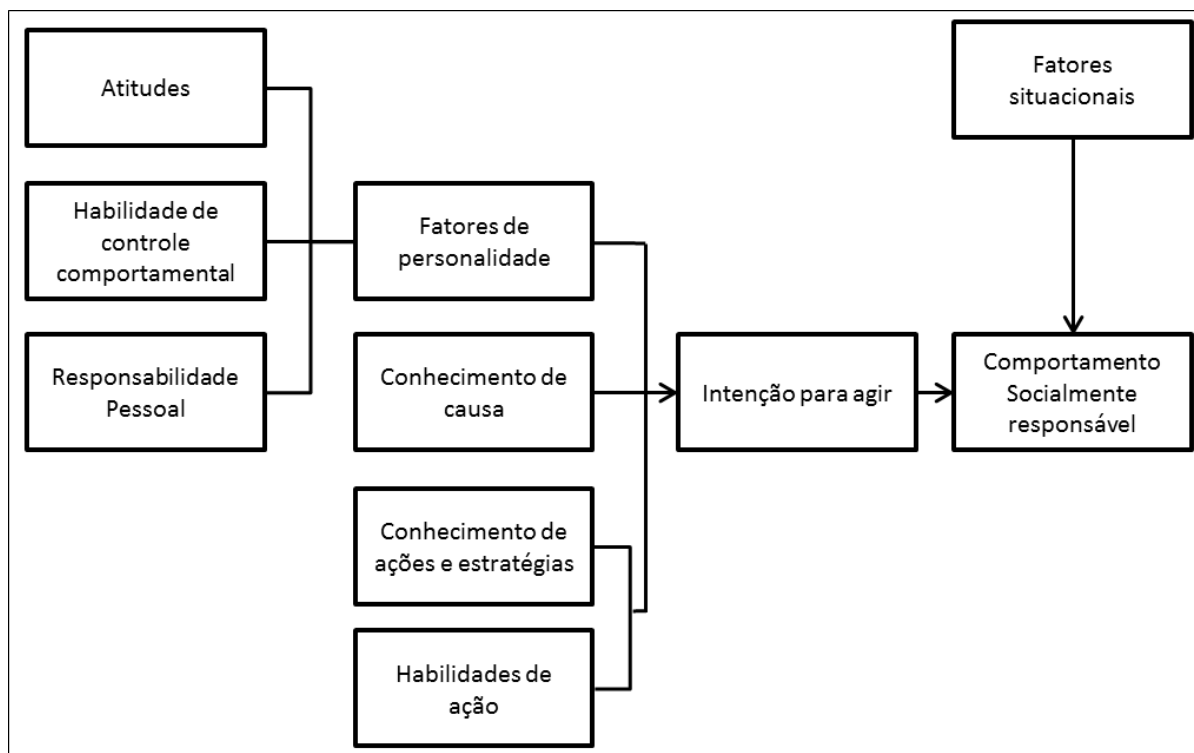 Atitudes
Fatores
situacionais
Habilidade de
controle
comportamental
Fatores de
personalidade
Responsabilidade
Pessoal
Conhecimento de
causa
Intenção para agir
Comportamento
Socialmente
responsável
Conhecimento de
ações e estratégias
Habilidades de
ação